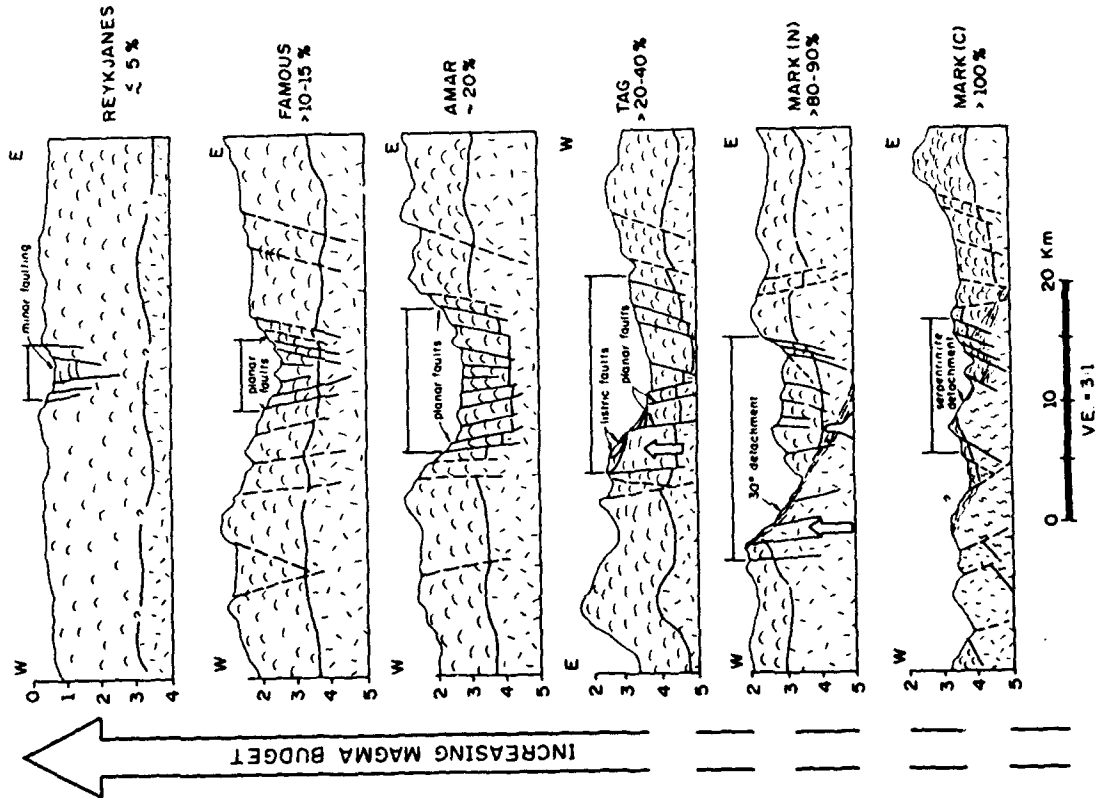 INCREASING MAGMA BUDGET
W
E
REYKJANES
≲ 5 %
minor faulting
?
?
?
0
1
2
3
4
W
E
FAMOUS
>10-15%
planar
faults
2
3
4
5
W
E
AMAR
~20%
planar faults
2
3
4
5
E
W
TAG
>20-40%
listric faults
planar faults
2
3
4
5
W
E
MARK(N)
>80-90%
30° detachment
2
3
4
5
W
E
MARK(C)
>100%
serpentinite
detachment
?
2
3
4
5
0
10
20 Km
V.E. = 3:1